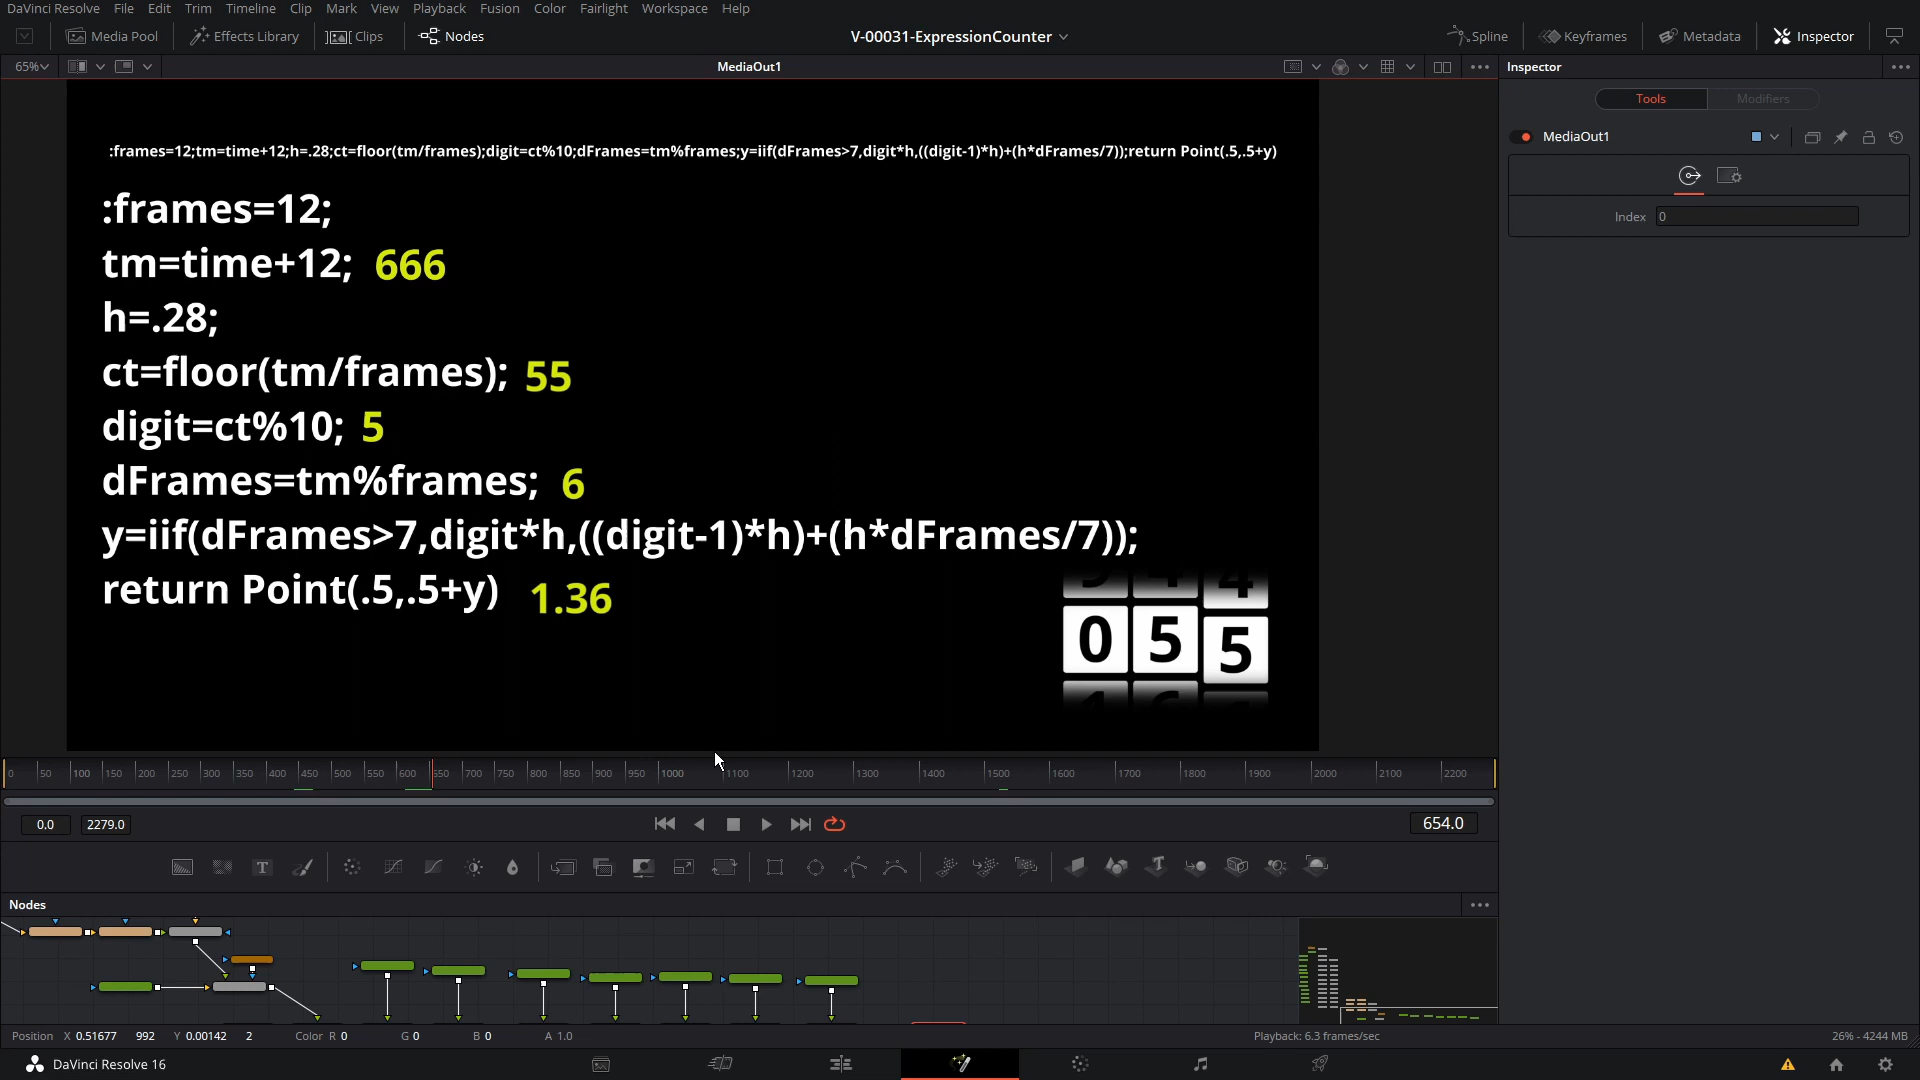 DaVinci Resolve File Edit Trim Timeline Clip Mark View Playback Fusion Color Fairlight Workspace Help
Media Pool Effects Library Clips Nodes V-00031-ExpressionCounter Spline Keyframes Metadata Inspector
65% MediaOut1 Inspector
Tools Modifiers
MediaOut1
Index 0
:frames=12;tm=time+12;h=.28;ct=floor(tm/frames);digit=ct%10;dFrames=tm%frames;y=iif(dFrames>7,digit*h,((digit-1)*h)+(h*dFrames/7));return Point(.5,.5+y)
:frames=12;
tm=time+12; 666
h=.28;
ct=floor(tm/frames); 55
digit=ct%10; 5
dFrames=tm%frames; 6
y=iif(dFrames>7,digit*h,((digit-1)*h)+(h*dFrames/7));
return Point(.5,.5+y) 1.36
0 5 5
0 50 100 150 200 250 300 350 400 450 500 550 600 650 700 750 800 850 900 950 1000 1100 1200 1300 1400 1500 1600 1700 1800 1900 2000 2100 2200
0.0 2279.0 654.0
T T
Nodes
Position X 0.51677 992 Y 0.00142 2 Color R 0 G 0 B 0 A 1.0 Playback: 6.3 frames/sec 26% - 4244 MB
DaVinci Resolve 16